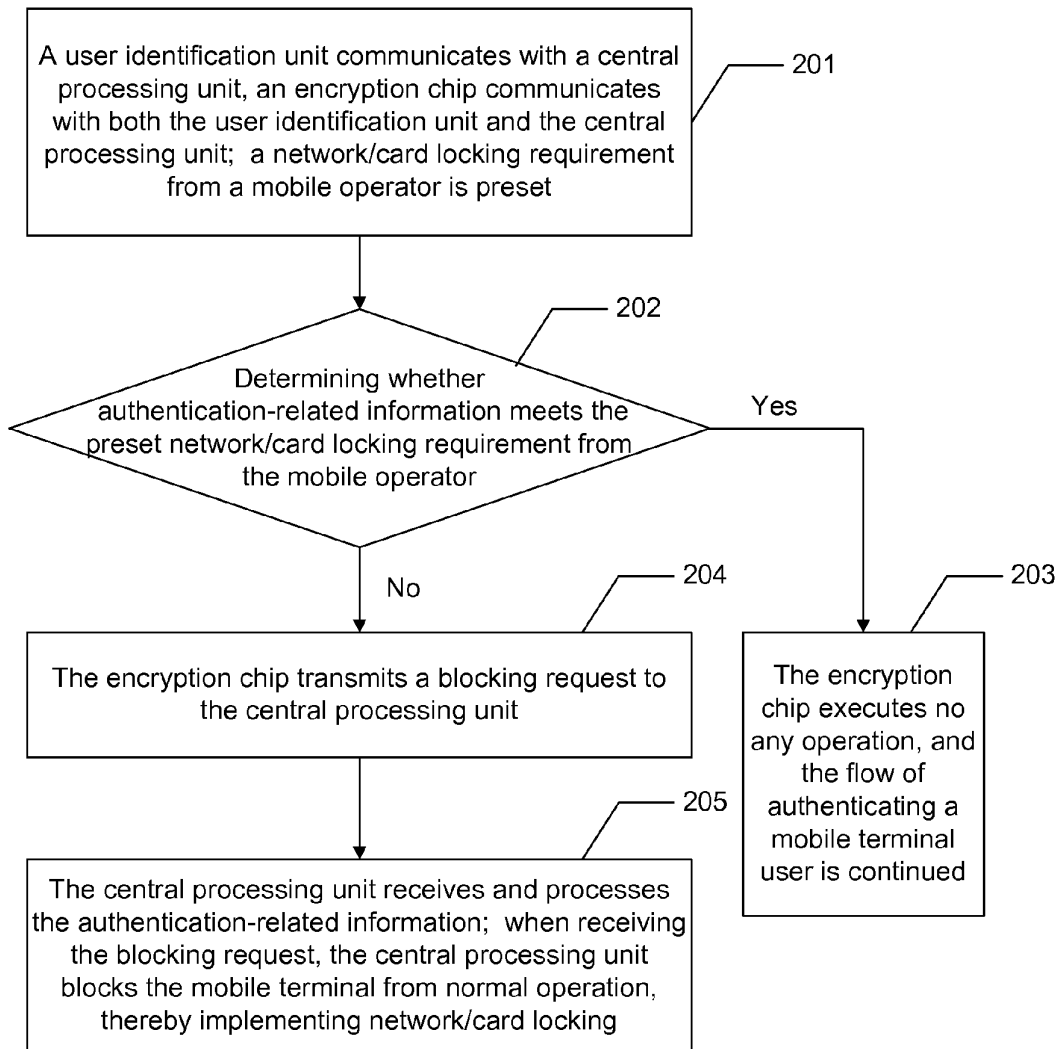 A user identification unit communicates with a central
processing unit, an encryption chip communicates
with both the user identification unit and the central
processing unit; a network/card locking requirement
from a mobile operator is preset
201
202
Determining whether
authentication-related information meets the
preset network/card locking requirement from
the mobile operator
Yes
No
204
203
The encryption chip transmits a blocking request to
the central processing unit
The encryption
chip executes no
any operation, and
the flow of
authenticating a
mobile terminal
user is continued
205
The central processing unit receives and processes
the authentication-related information; when receiving
the blocking request, the central processing unit
blocks the mobile terminal from normal operation,
thereby implementing network/card locking